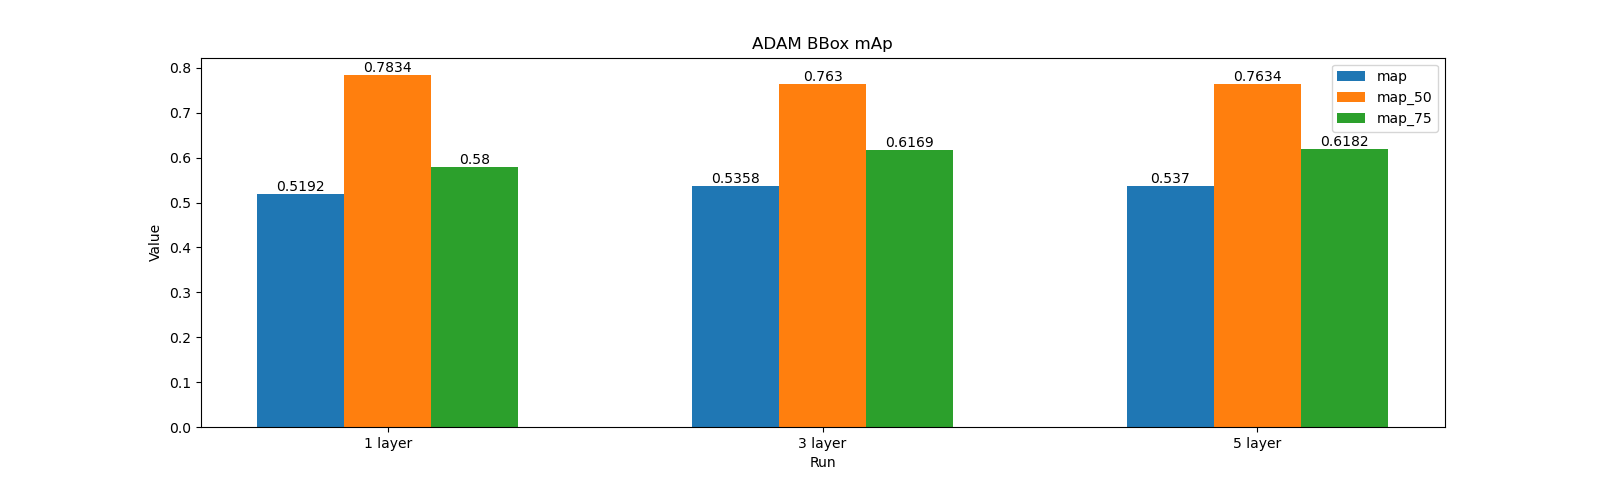 ADAM BBox mAp
0.8
0.7
0.6
0.5
0.4
0.3
0.2
0.1
0.0
Value
0.5192
0.7834
0.58
0.5358
0.763
0.6169
0.537
0.7634
0.6182
map
map_50
map_75
1 layer
3 layer
5 layer
Run